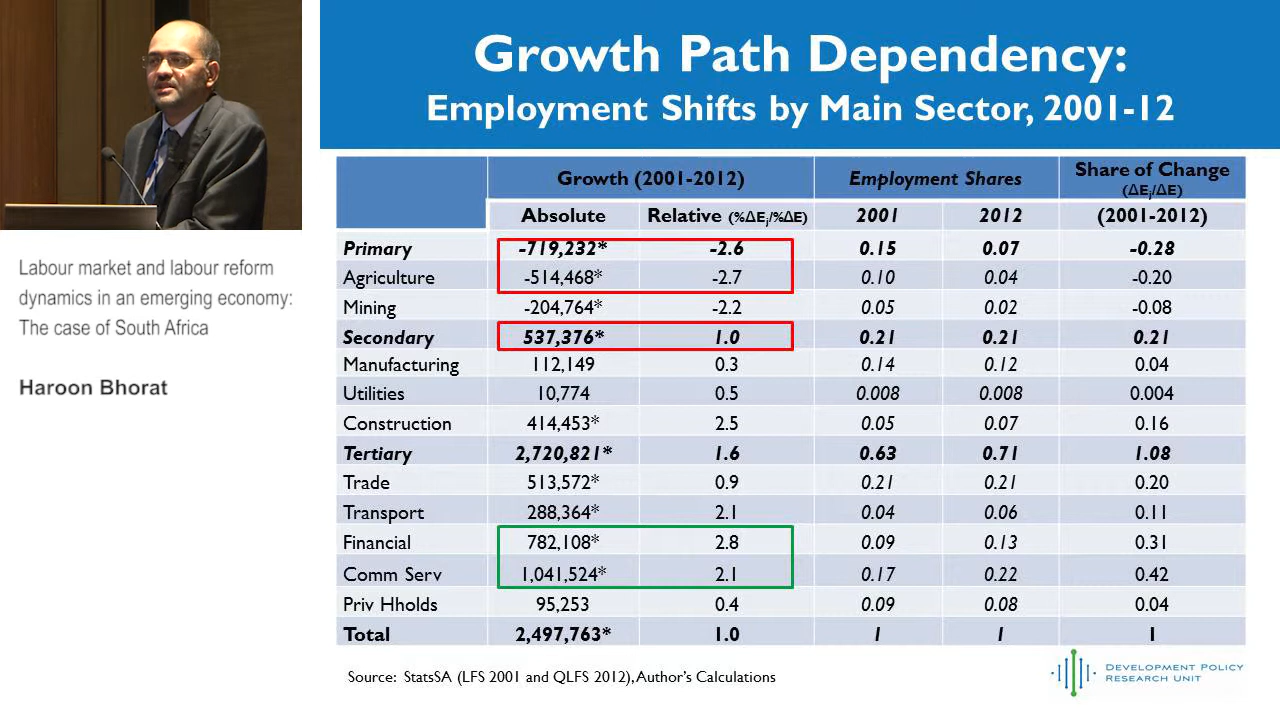 Growth Path Dependency:
Employment Shifts by Main Sector, 2001-12
Labour market and labour reform
dynamics in an emerging economy:
The case of South Africa
Haroon Bhorat
Growth (2001-2012) Employment Shares Share of Change (ΔEj/ΔE)
Absolute Relative (%ΔEj/%ΔE) 2001 2012 (2001-2012)
Primary -719,232* -2.6 0.15 0.07 -0.28
Agriculture -514,468* -2.7 0.10 0.04 -0.20
Mining -204,764* -2.2 0.05 0.02 -0.08
Secondary 537,376* 1.0 0.21 0.21 0.21
Manufacturing 112,149 0.3 0.14 0.12 0.04
Utilities 10,774 0.5 0.008 0.008 0.004
Construction 414,453* 2.5 0.05 0.07 0.16
Tertiary 2,720,821* 1.6 0.63 0.71 1.08
Trade 513,572* 0.9 0.21 0.21 0.20
Transport 288,364* 2.1 0.04 0.06 0.11
Financial 782,108* 2.8 0.09 0.13 0.31
Comm Serv 1,041,524* 2.1 0.17 0.22 0.42
Priv Hholds 95,253 0.4 0.09 0.08 0.04
Total 2,497,763* 1.0 1 1 1
Source: StatsSA (LFS 2001 and QLFS 2012), Author's Calculations
DEVELOPMENT POLICY
RESEARCH UNIT